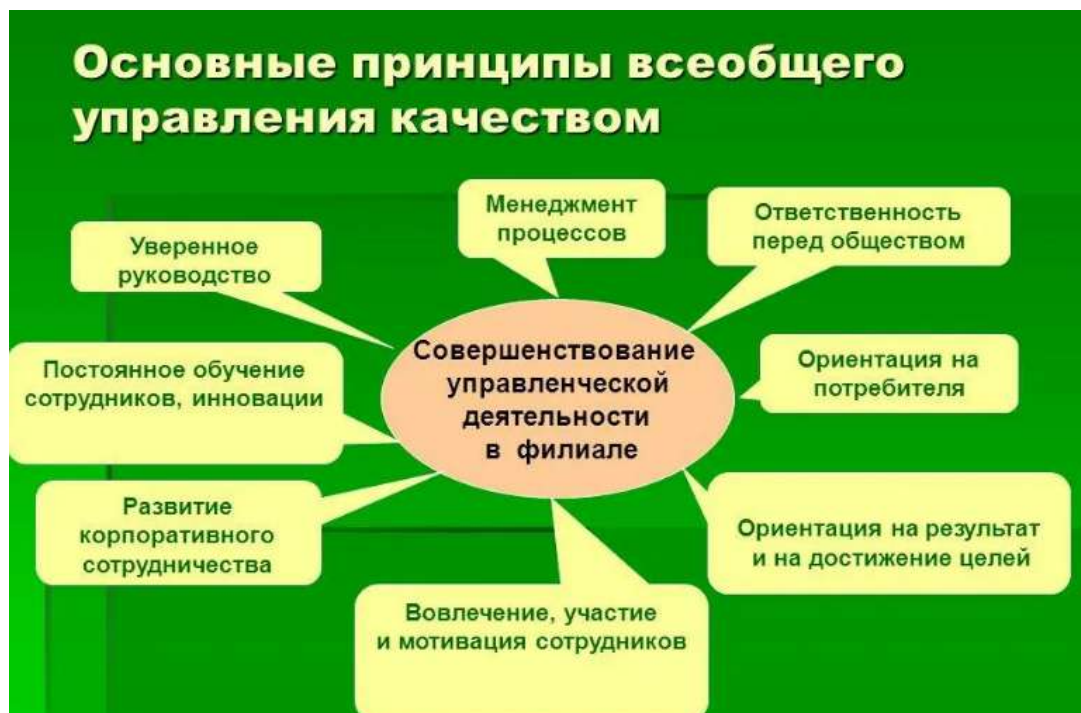 Основные принципы всеобщего
управления качеством
Менеджмент
процессов
Ответственность
перед обществом
Уверенное
руководство
Совершенствование
управленческой
деятельности
в филиале
Ориентация на
потребителя
Постоянное обучение
сотрудников, инновации
Развитие
корпоративного
сотрудничества
Ориентация на результат
и на достижение целей
Вовлечение, участие
и мотивация сотрудников